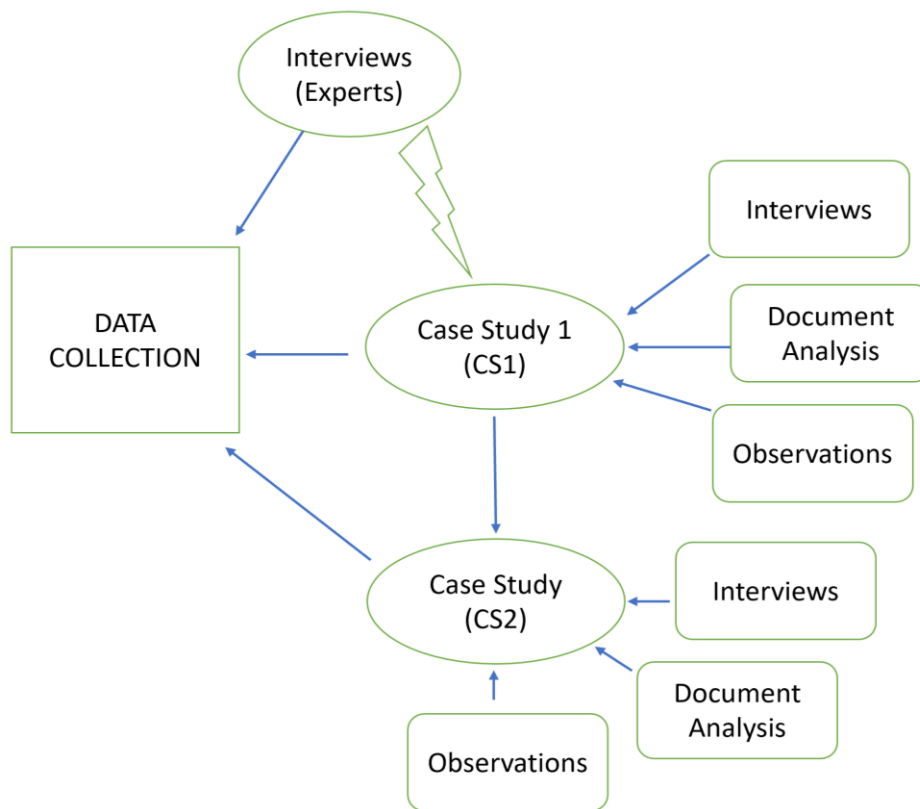 Interviews
(Experts)
Interviews
DATA
COLLECTION
Case Study 1
(CS1)
Document
Analysis
Observations
Case Study
(CS2)
Interviews
Document
Analysis
Observations